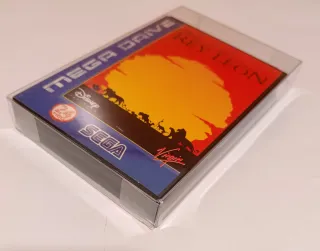 MEGA DRIVE
REY LEON
Disney
SEGA
Virgin